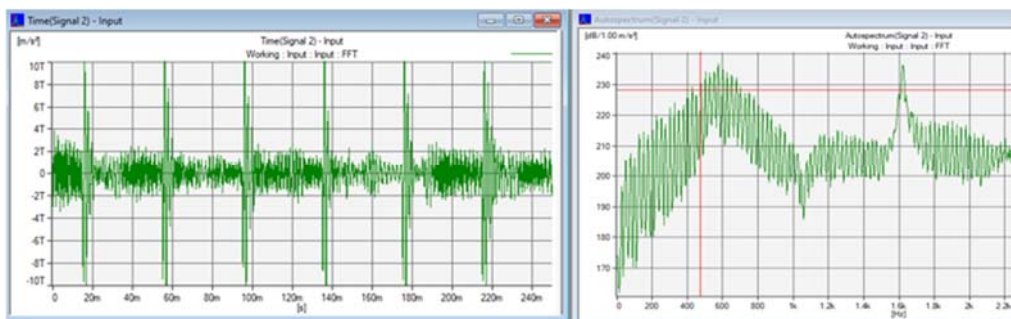 Time(Signal 2) - Input
[m/s²]
Time(Signal 2) - Input
Working : Input : Input : FFT
10T
8T
6T
4T
2T
0
-2T
-4T
-6T
-8T
-10T
0 20m 40m 60m 80m 100m 120m 140m 160m 180m 200m 220m 240m
[s]
Autospectrum(Signal 2) - Input
[dB/1.00 m/s²]
Autospectrum(Signal 2) - Input
Working : Input : Input : FFT
240
230
220
210
200
190
180
170
0 200 400 600 800 1k 1.2k 1.4k 1.6k 1.8k 2k 2.2k
[Hz]